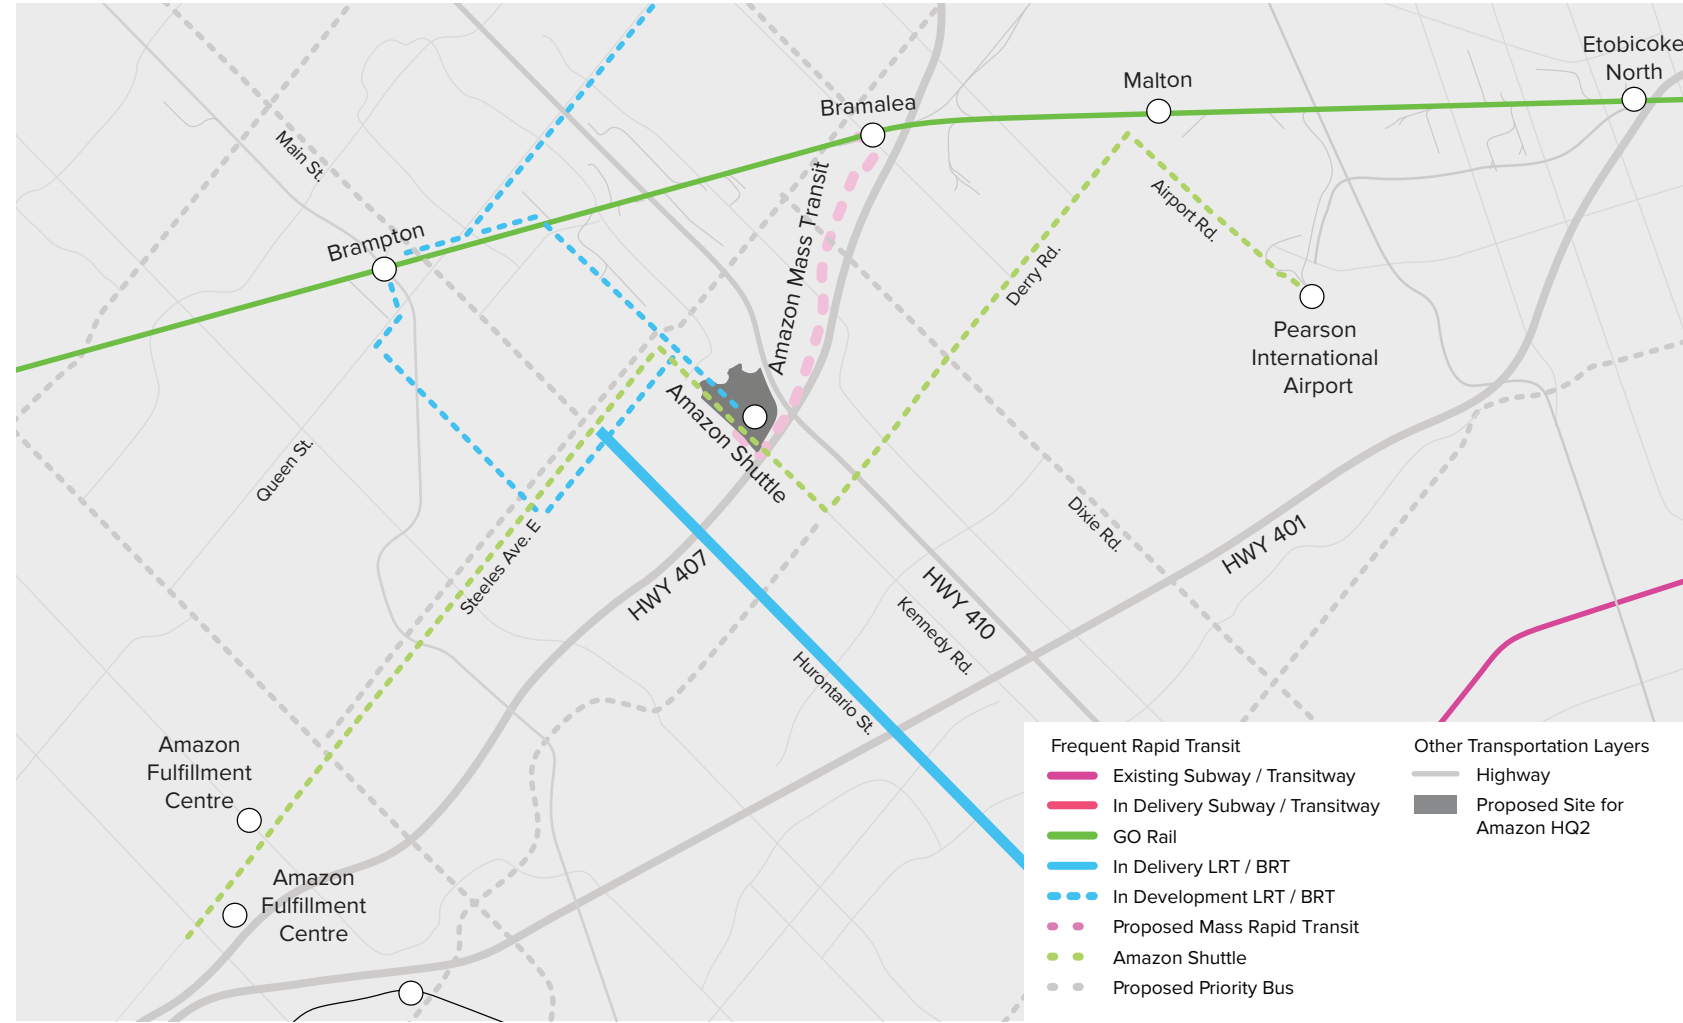 Etobicoke
North
Malton
Bramalea
Main St.
Amazon Mass Transit
Airport Rd.
Brampton
Derry Rd.
Pearson
International
Airport
Amazon Shuttle
Queen St.
Steeles Ave. E
Dixie Rd.
HWY 401
HWY 407
HWY 410
Kennedy Rd.
Hurontario St.
Amazon
Fulfillment
Centre
Amazon
Fulfillment
Centre
Frequent Rapid Transit
Existing Subway / Transitway
In Delivery Subway / Transitway
GO Rail
In Delivery LRT / BRT
In Development LRT / BRT
Proposed Mass Rapid Transit
Amazon Shuttle
Proposed Priority Bus
Other Transportation Layers
Highway
Proposed Site for
Amazon HQ2